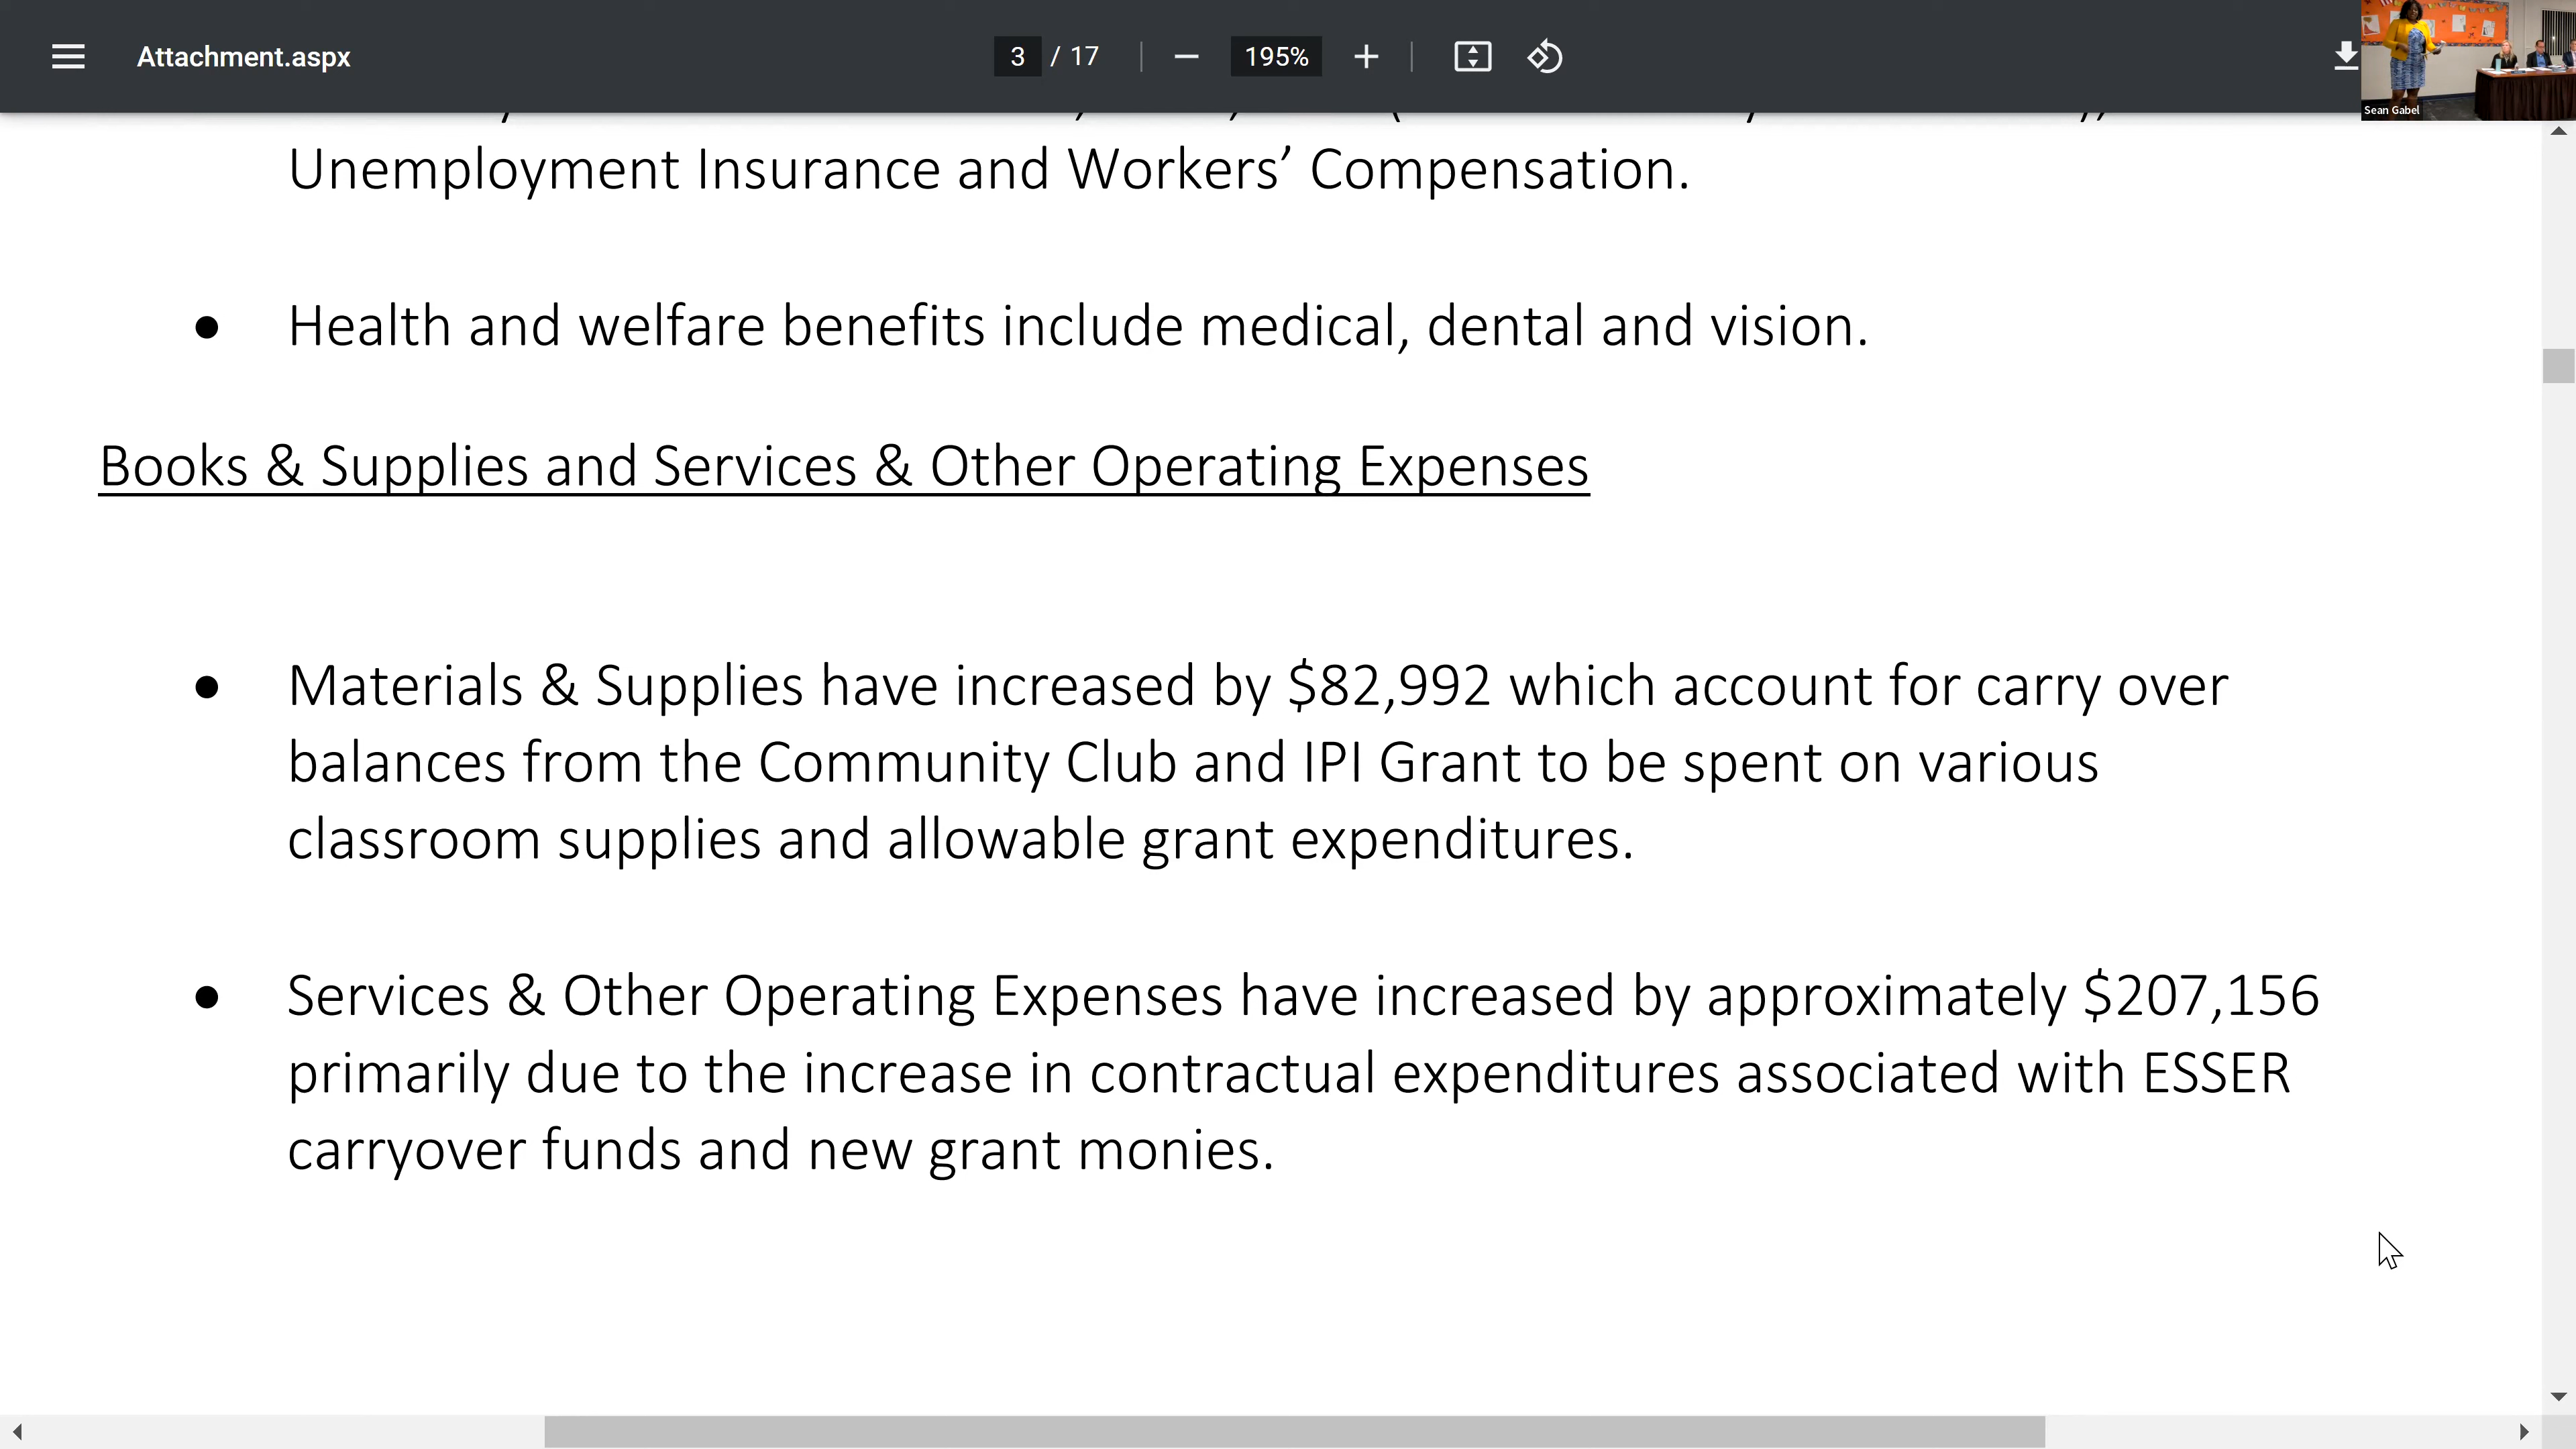 Attachment.aspx
3 / 17
195%
Sean Gabel
Unemployment Insurance and Workers’ Compensation.
• Health and welfare benefits include medical, dental and vision.
Books & Supplies and Services & Other Operating Expenses
• Materials & Supplies have increased by $82,992 which account for carry over
balances from the Community Club and IPI Grant to be spent on various
classroom supplies and allowable grant expenditures.
• Services & Other Operating Expenses have increased by approximately $207,156
primarily due to the increase in contractual expenditures associated with ESSER
carryover funds and new grant monies.